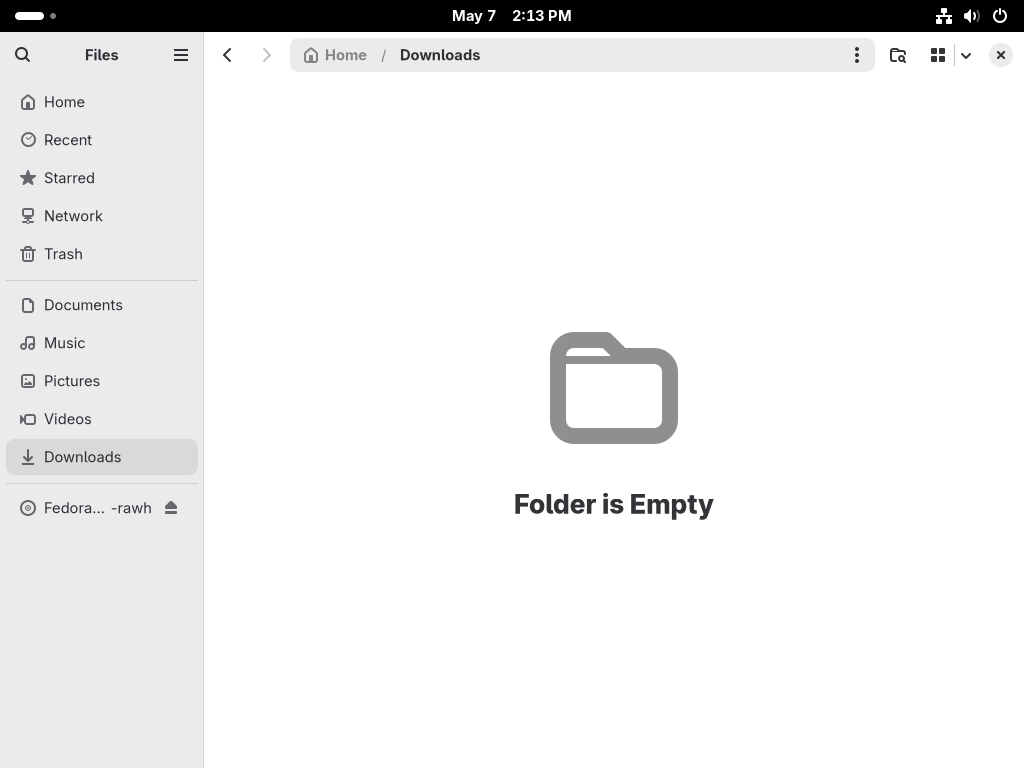 May 7 2:13 PM
Files
Home / Downloads
Home
Recent
Starred
Network
Trash
Documents
Music
Pictures
Videos
Downloads
Fedora... -rawh
Folder is Empty